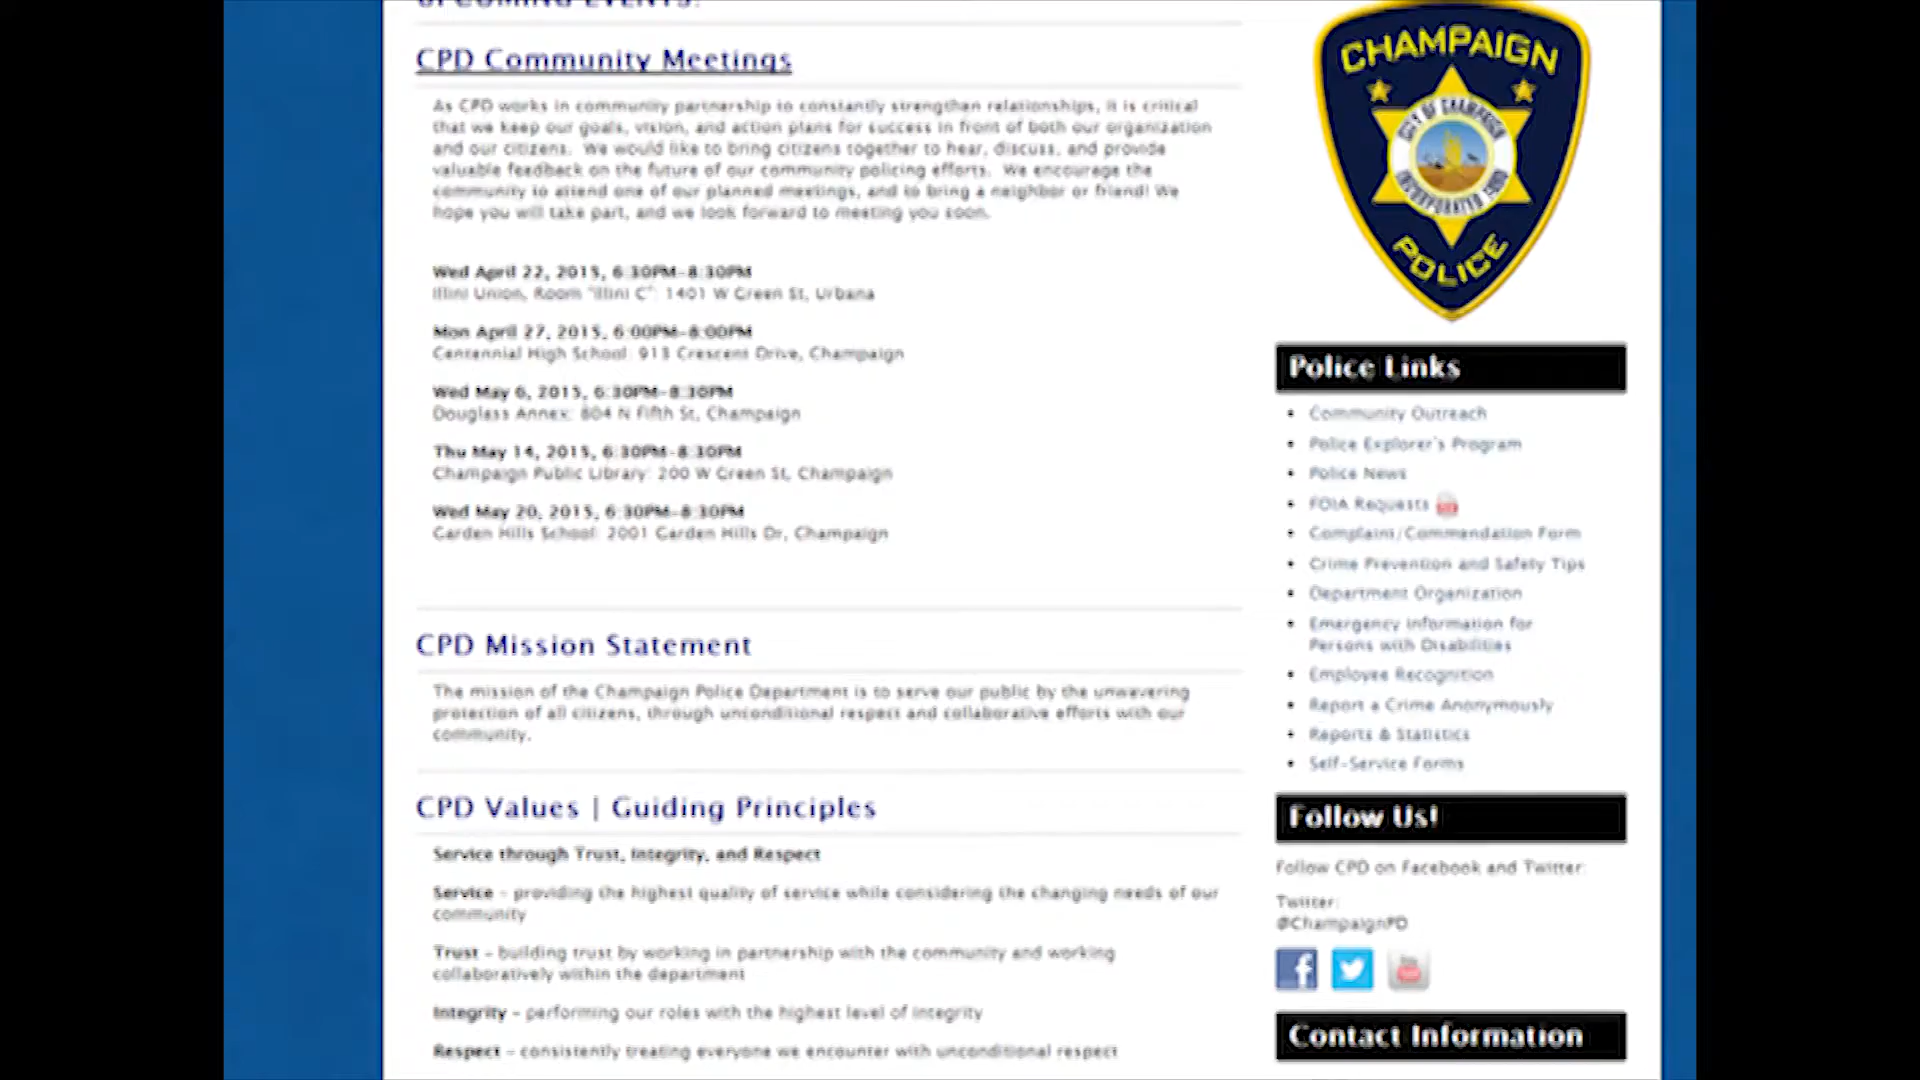 UPCOMING EVENTS:
CPD Community Meetings
As CPD works in community partnership to constantly strengthen relationships, it is critical
that we keep our goals, vision, and action plans for success in front of both our organization
and our citizens. We would like to bring citizens together to hear, discuss, and provide
valuable feedback on the future of our community policing efforts. We encourage the
community to attend one of our planned meetings, and to bring a neighbor or friend! We
hope you will take part, and we look forward to meeting you soon.
Wed April 22, 2015, 6:30PM-8:30PM
Illini Union, Room "Illini C": 1401 W Green St, Urbana
Mon April 27, 2015, 6:00PM-8:00PM
Centennial High School: 913 Crescent Drive, Champaign
Wed May 6, 2015, 6:30PM-8:30PM
Douglass Annex: 804 N Fifth St, Champaign
Thu May 14, 2015, 6:30PM-8:30PM
Champaign Public Library: 200 W Green St, Champaign
Wed May 20, 2015, 6:30PM-8:30PM
Garden Hills School: 2001 Garden Hills Dr, Champaign
CPD Mission Statement
The mission of the Champaign Police Department is to serve our public by the unwavering
protection of all citizens, through unconditional respect and collaborative efforts with our
community.
CPD Values | Guiding Principles
Service through Trust, Integrity, and Respect
Service – providing the highest quality of service while considering the changing needs of our
community
Trust – building trust by working in partnership with the community and working
collaboratively within the department
Integrity – performing our roles with the highest level of integrity
Respect – consistently treating everyone we encounter with unconditional respect
CHAMPAIGN
CITY OF CHAMPAIGN
INCORPORATED 1860
POLICE
Police Links
• Community Outreach
• Police Explorer's Program
• Police News
• FOIA Requests
• Complaint/Commendation Form
• Crime Prevention and Safety Tips
• Department Organization
• Emergency Information for
Persons with Disabilities
• Employee Recognition
• Report a Crime Anonymously
• Reports & Statistics
• Self-Service Forms
Follow Us!
Follow CPD on Facebook and Twitter:
Twitter:
@ChampaignPD
Contact Information